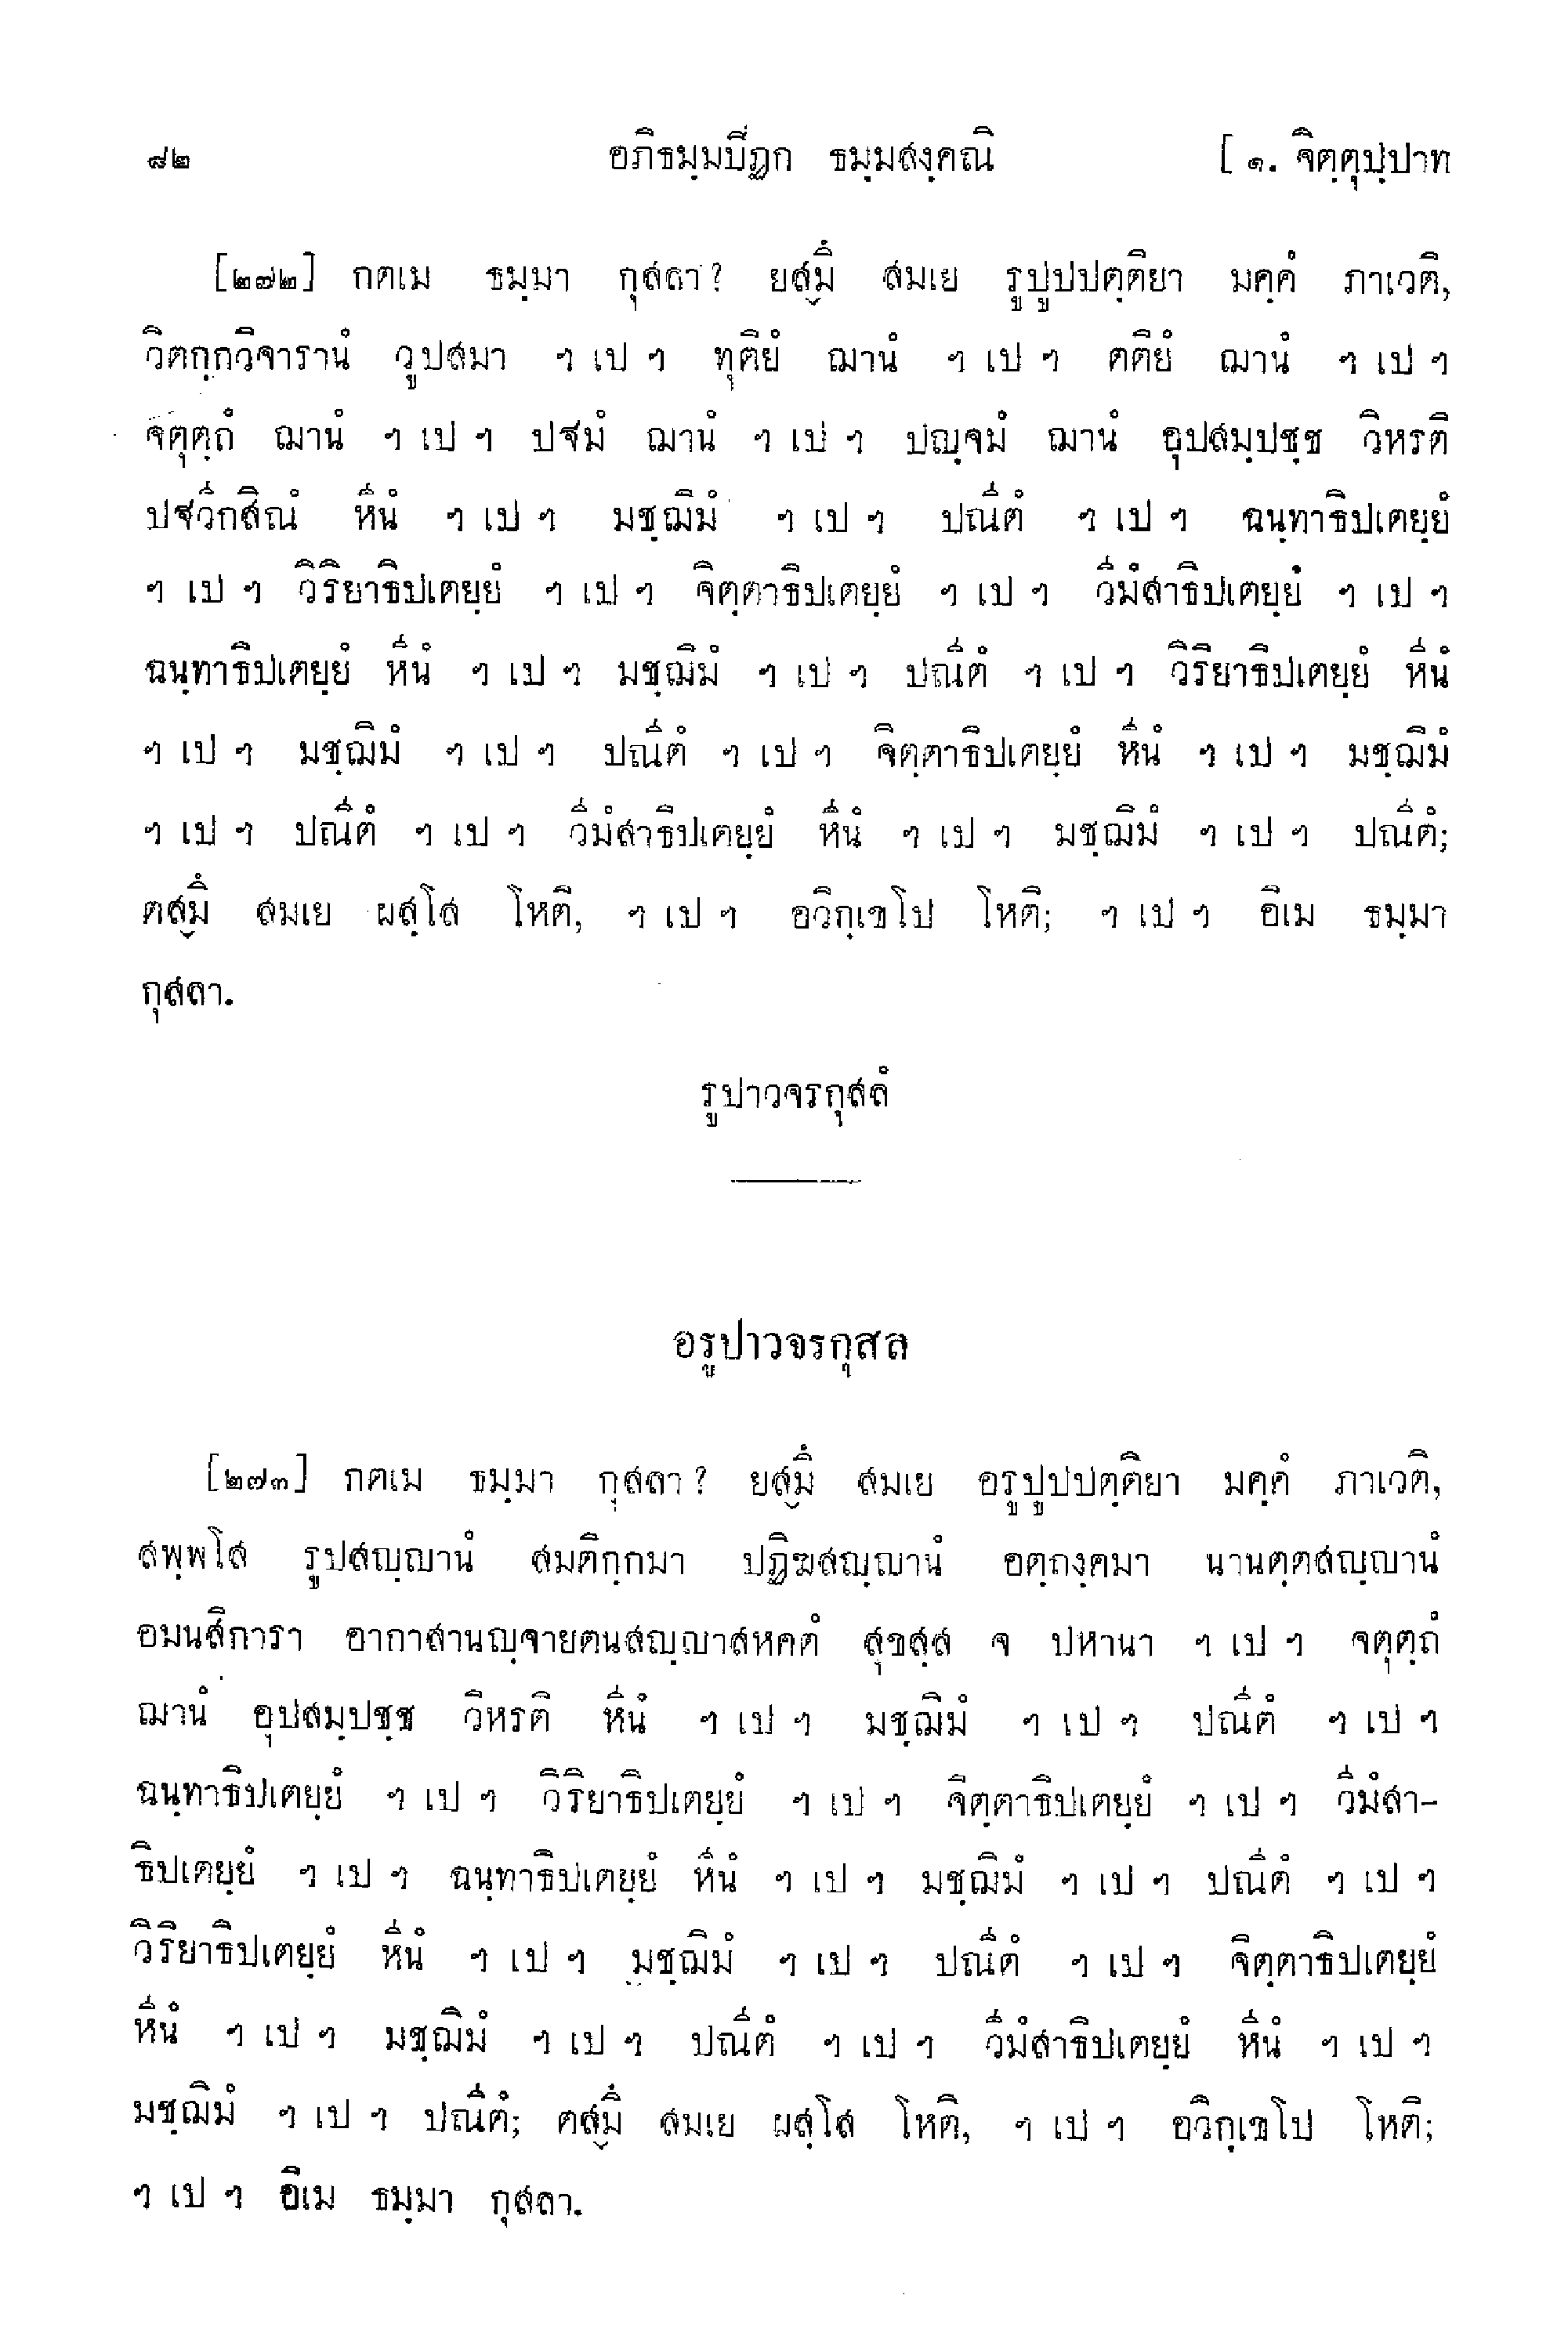 ๘๒ อภิธมฺมปีฏก ธมฺมสงฺคณี [ ๑. จิตฺตุปฺปาท
[๒๗๒] กตเม ธมฺมา กุสลา? ยสฺมึ สมเย รูปูปปตฺติยา มคฺคํ ภาเวติ,
วิตกฺกวิจารานํ วูปสมา ฯ เป ฯ ทุติยํ ฌานํ ฯ เป ฯ ตติยํ ฌานํ ฯ เป ฯ
จตุตฺถํ ฌานํ ฯ เป ฯ ปฐมํ ฌานํ ฯ เป ฯ ปญฺจมํ ฌานํ อุปสมฺปชฺช วิหรติ
ปฐวีกสิณํ หีนํ ฯ เป ฯ มชฺฌิมํ ฯ เป ฯ ปณีตํ ฯ เป ฯ ฉนฺทาธิปเตยฺยํ
ฯ เป ฯ วิริยาธิปเตยฺยํ ฯ เป ฯ จิตฺตาธิปเตยฺยํ ฯ เป ฯ วีมํสาธิปเตยฺยํ ฯ เป ฯ
ฉนฺทาธิปเตยฺยํ หีนํ ฯ เป ฯ มชฺฌิมํ ฯ เป ฯ ปณีตํ ฯ เป ฯ วิริยาธิปเตยฺยํ หีนํ
ฯ เป ฯ มชฺฌิมํ ฯ เป ฯ ปณีตํ ฯ เป ฯ จิตฺตาธิปเตยฺยํ หีนํ ฯ เป ฯ มชฺฌิมํ
ฯ เป ฯ ปณีตํ ฯ เป ฯ วีมํสาธิปเตยฺยํ หีนํ ฯ เป ฯ มชฺฌิมํ ฯ เป ฯ ปณีตํ;
ตสฺมึ สมเย ผสฺโส โหติ, ฯ เป ฯ อวิกฺเขโป โหติ; ฯ เป ฯ อิเม ธมฺมา
กุสลา.
รูปาวจรกุสลํ
อรูปาวจรกุสล
[๒๗๓] กตเม ธมฺมา กุสลา? ยสฺมึ สมเย อรูปูปปตฺติยา มคฺคํ ภาเวติ,
สพฺพโส รูปสญฺญานํ สมติกฺกมา ปฏิฆสญฺญานํ อตฺถงฺคมา นานตฺตสญฺญานํ
อมนสิการา อากาสานญฺจายตนสญฺญาสหคตํ สุขสฺส จ ปหานา ฯ เป ฯ จตุตฺถํ
ฌานํ อุปสมฺปชฺช วิหรติ หีนํ ฯ เป ฯ มชฺฌิมํ ฯ เป ฯ ปณีตํ ฯ เป ฯ
ฉนฺทาธิปเตยฺยํ ฯ เป ฯ วิริยาธิปเตยฺยํ ฯ เป ฯ จิตฺตาธิปเตยฺยํ ฯ เป ฯ วีมํสา-
ธิปเตยฺยํ ฯ เป ฯ ฉนฺทาธิปเตยฺยํ หีนํ ฯ เป ฯ มชฺฌิมํ ฯ เป ฯ ปณีตํ ฯ เป ฯ
วิริยาธิปเตยฺยํ หีนํ ฯ เป ฯ มชฺฌิมํ ฯ เป ฯ ปณีตํ ฯ เป ฯ จิตฺตาธิปเตยฺยํ
หีนํ ฯ เป ฯ มชฺฌิมํ ฯ เป ฯ ปณีตํ ฯ เป ฯ วีมํสาธิปเตยฺยํ หีนํ ฯ เป ฯ
มชฺฌิมํ ฯ เป ฯ ปณีตํ; ตสฺมึ สมเย ผสฺโส โหติ, ฯ เป ฯ อวิกฺเขโป โหติ;
ฯ เป ฯ อิเม ธมฺมา กุสลา.